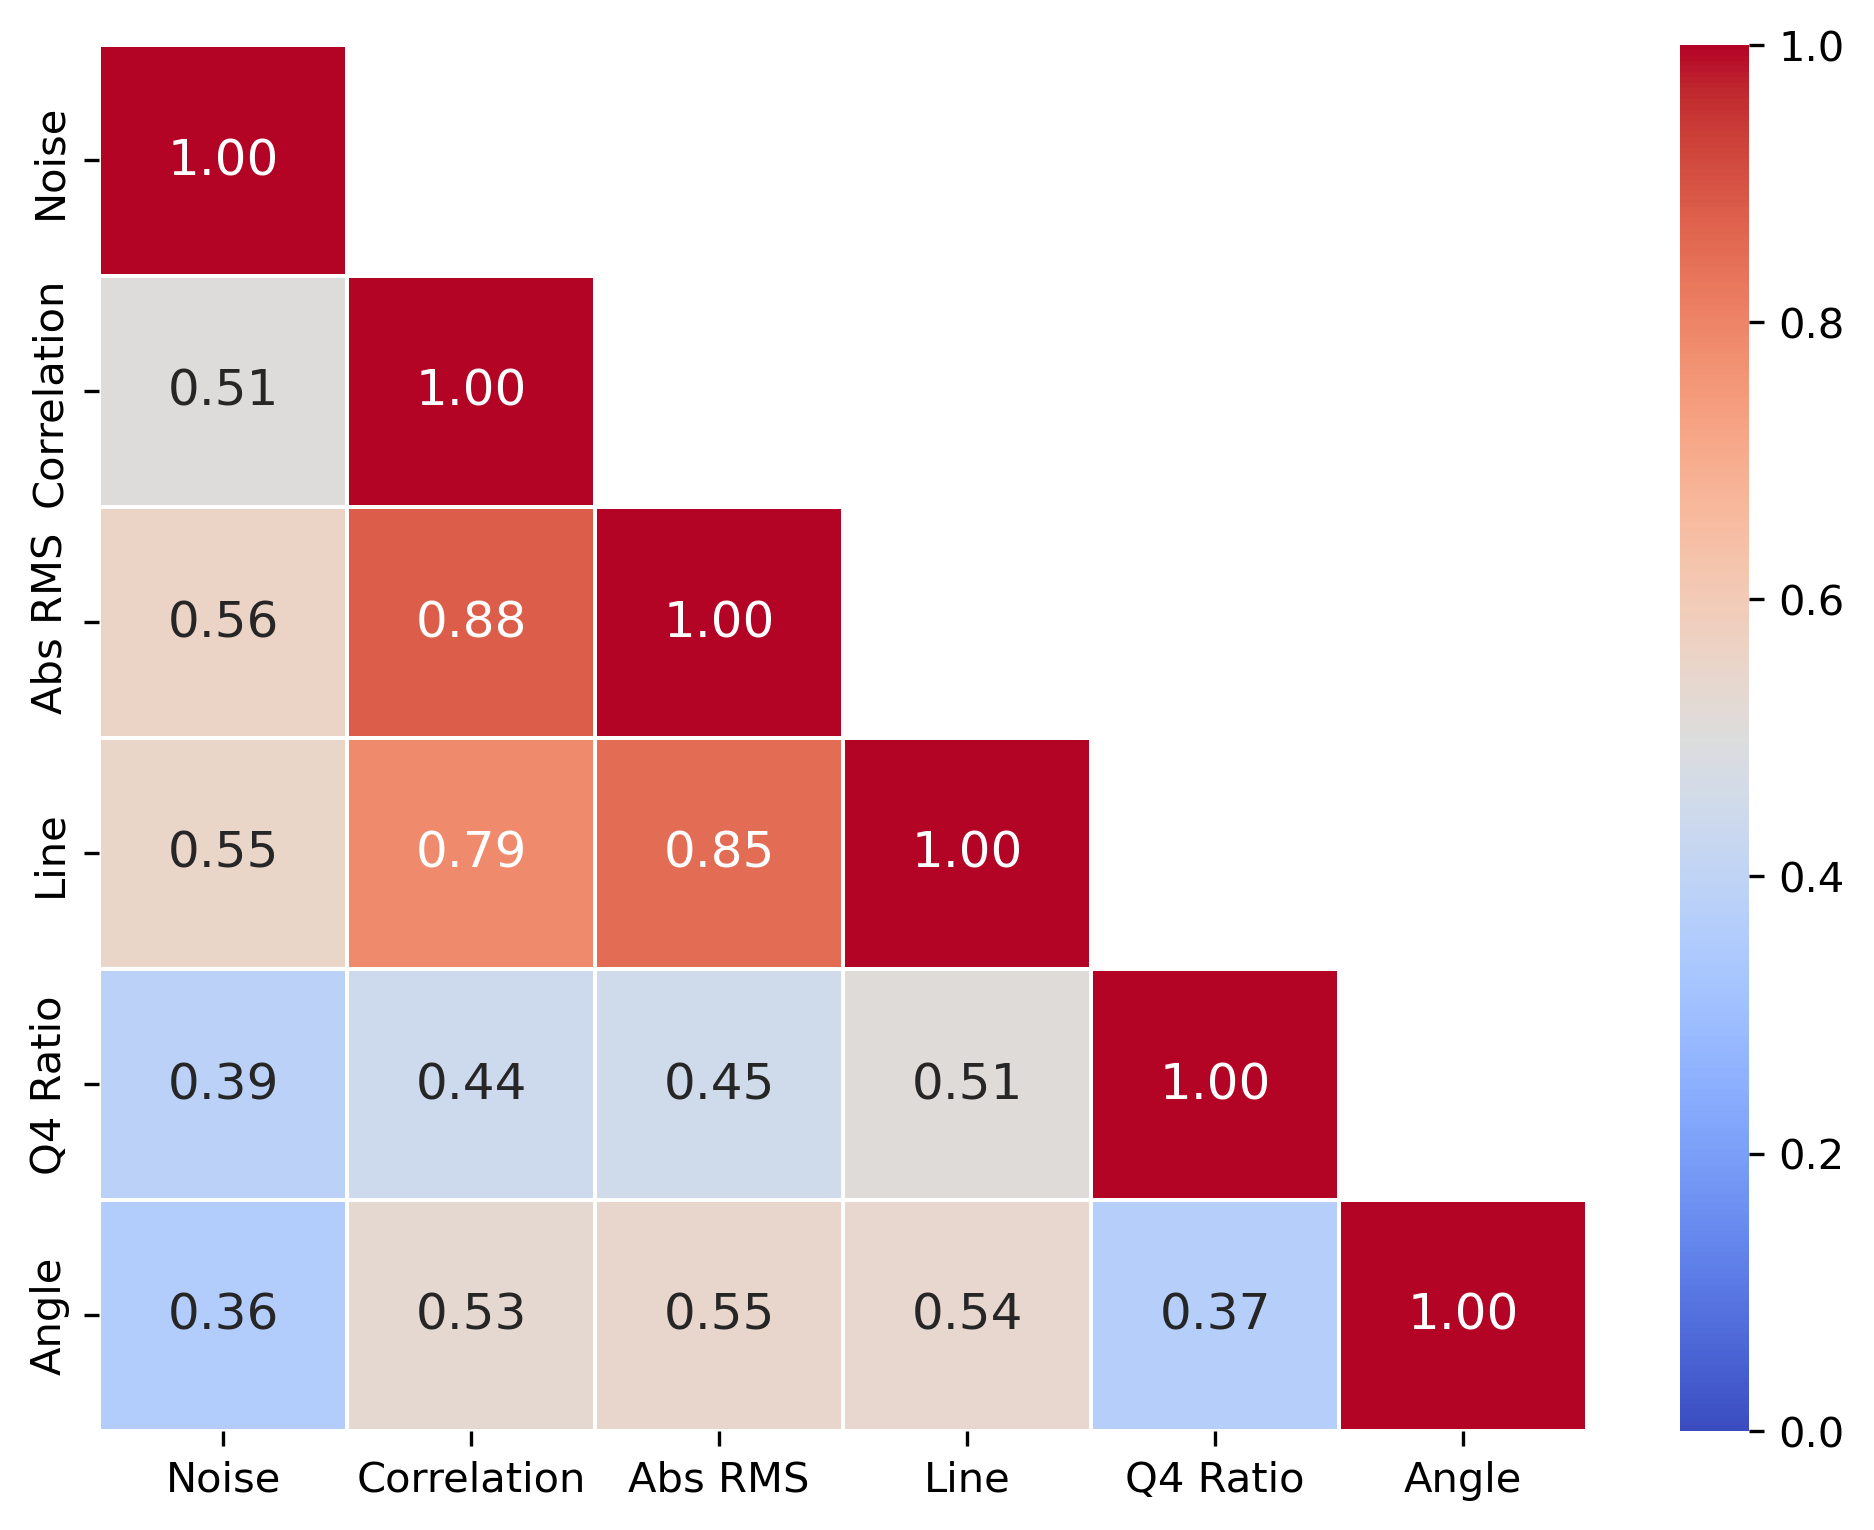 Noise 1.00
Correlation 0.51 1.00
Abs RMS 0.56 0.88 1.00
Line 0.55 0.79 0.85 1.00
Q4 Ratio 0.39 0.44 0.45 0.51 1.00
Angle 0.36 0.53 0.55 0.54 0.37 1.00
Noise Correlation Abs RMS Line Q4 Ratio Angle
1.0
0.8
0.6
0.4
0.2
0.0